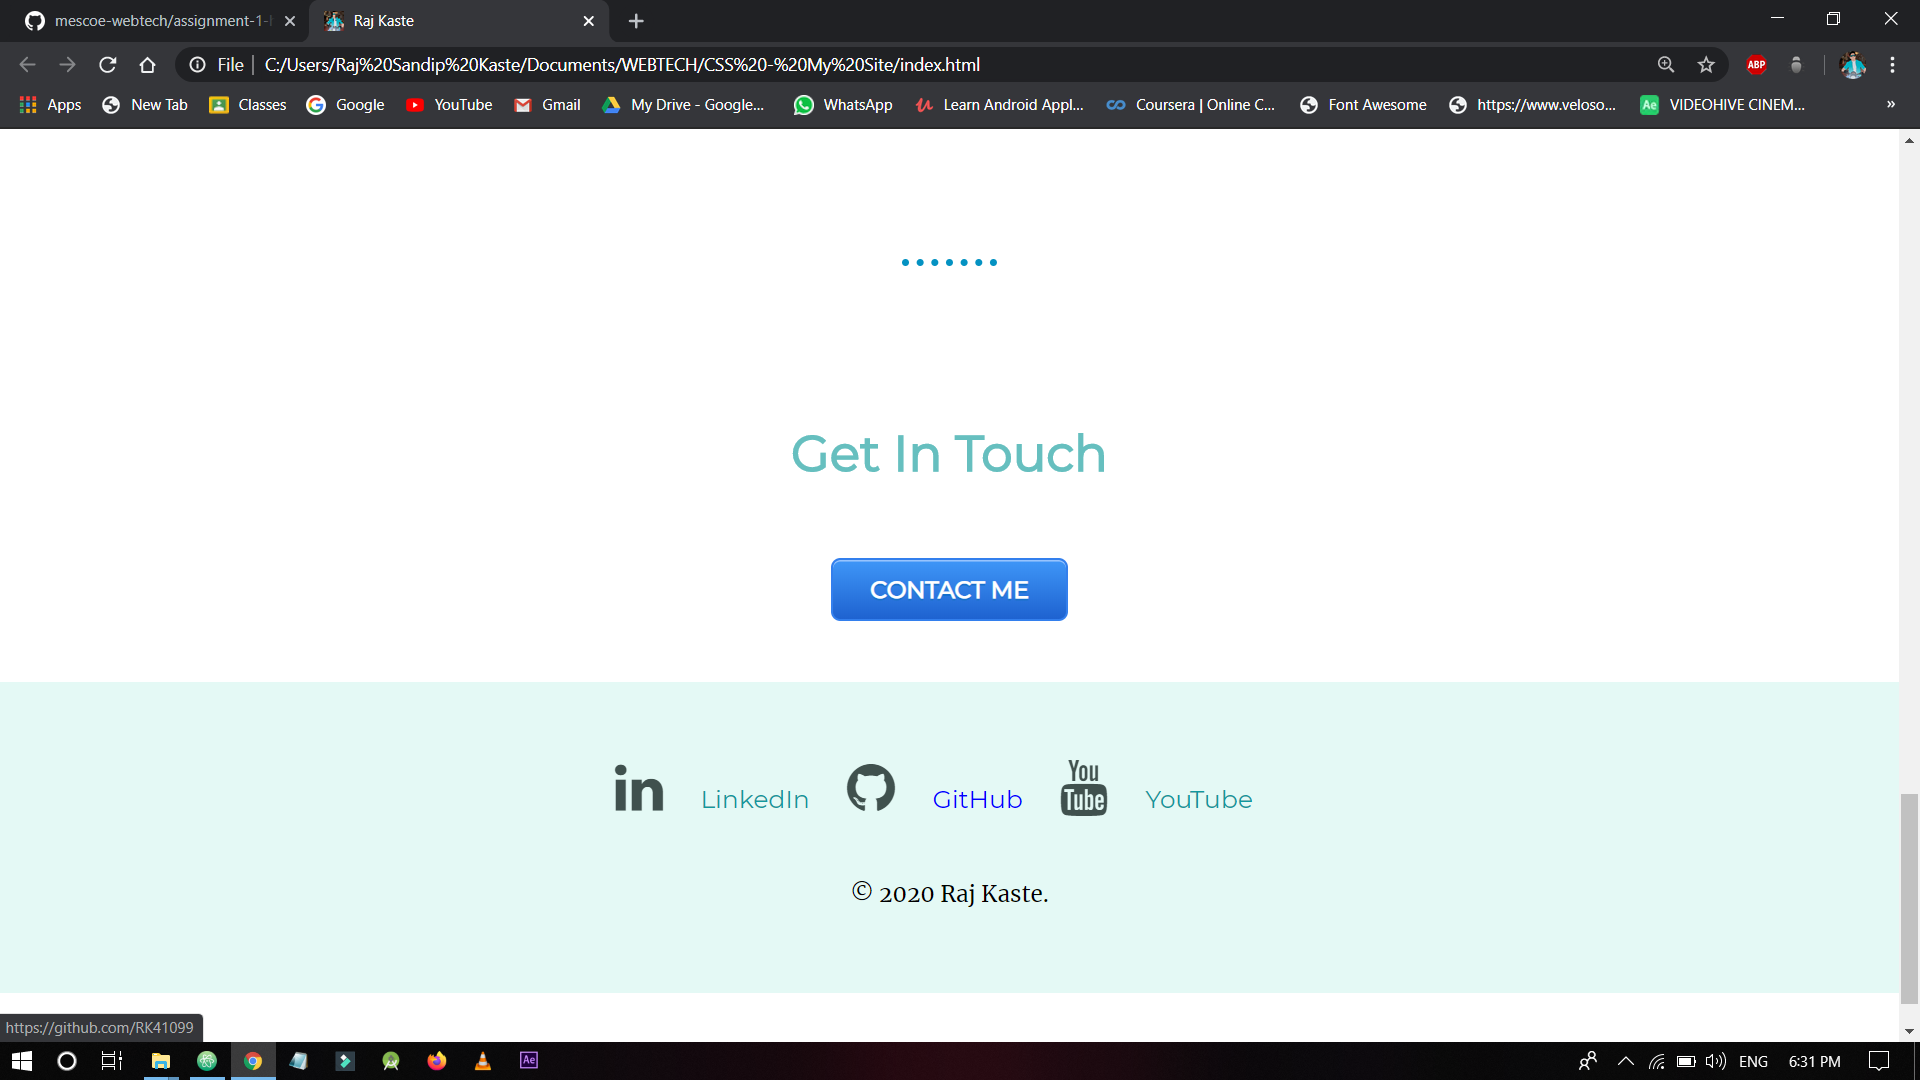 mescoe-webtech/assignment-1-h
Raj Kaste
File
C:/Users/Raj%20Sandip%20Kaste/Documents/WEBTECH/CSS%20-%20My%20Site/index.html
ABP
Apps
New Tab
Classes
Google
YouTube
Gmail
My Drive - Google...
WhatsApp
Learn Android Appl...
Coursera | Online C...
Font Awesome
https://www.veloso...
Ae
VIDEOHIVE CINEM...
»
Get In Touch
CONTACT ME
in
LinkedIn
GitHub
You
Tube
YouTube
© 2020 Raj Kaste.
https://github.com/RK41099
Ae
ENG
6:31 PM